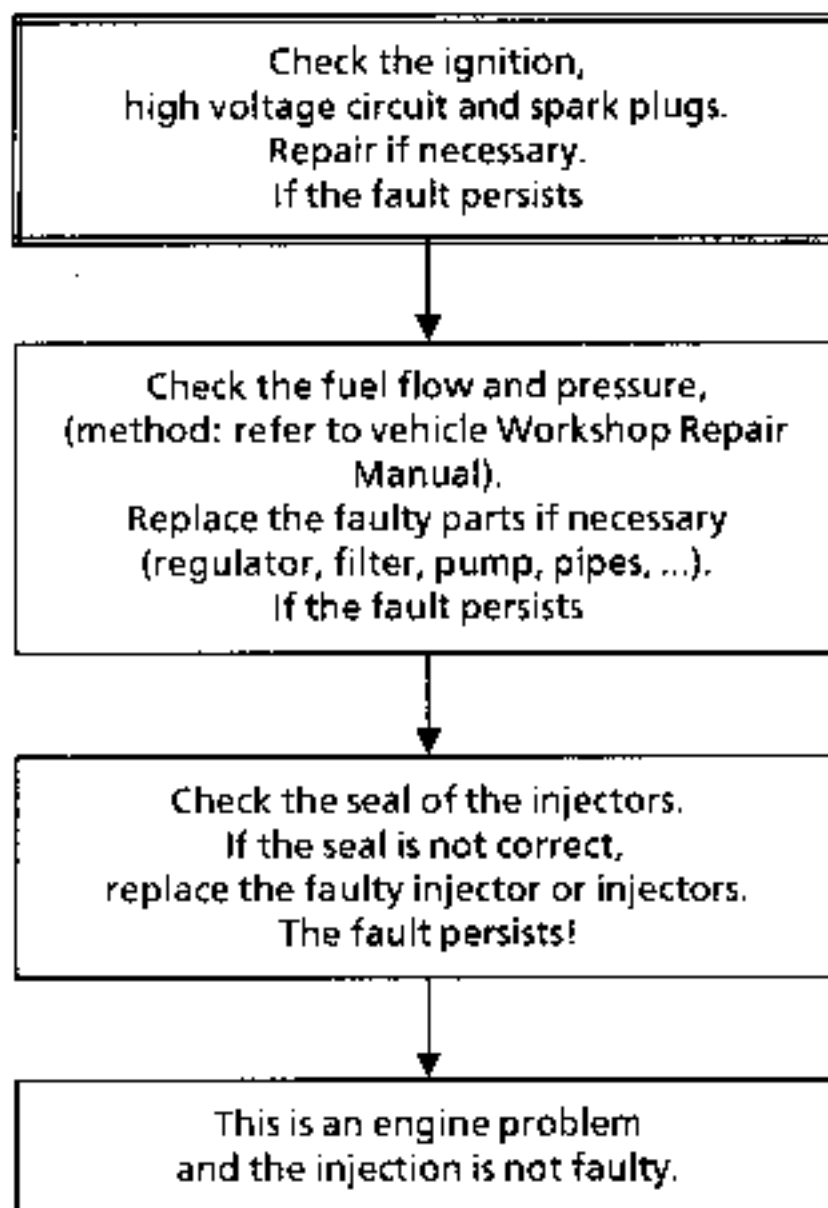 Check the ignition,
high voltage circuit and spark plugs.
Repair if necessary.
If the fault persists
Check the fuel flow and pressure,
(method: refer to vehicle Workshop Repair
Manual).
Replace the faulty parts if necessary
(regulator, filter, pump, pipes, ...).
If the fault persists
Check the seal of the injectors.
If the seal is not correct,
replace the faulty injector or injectors.
The fault persists!
This is an engine problem
and the injection is not faulty.